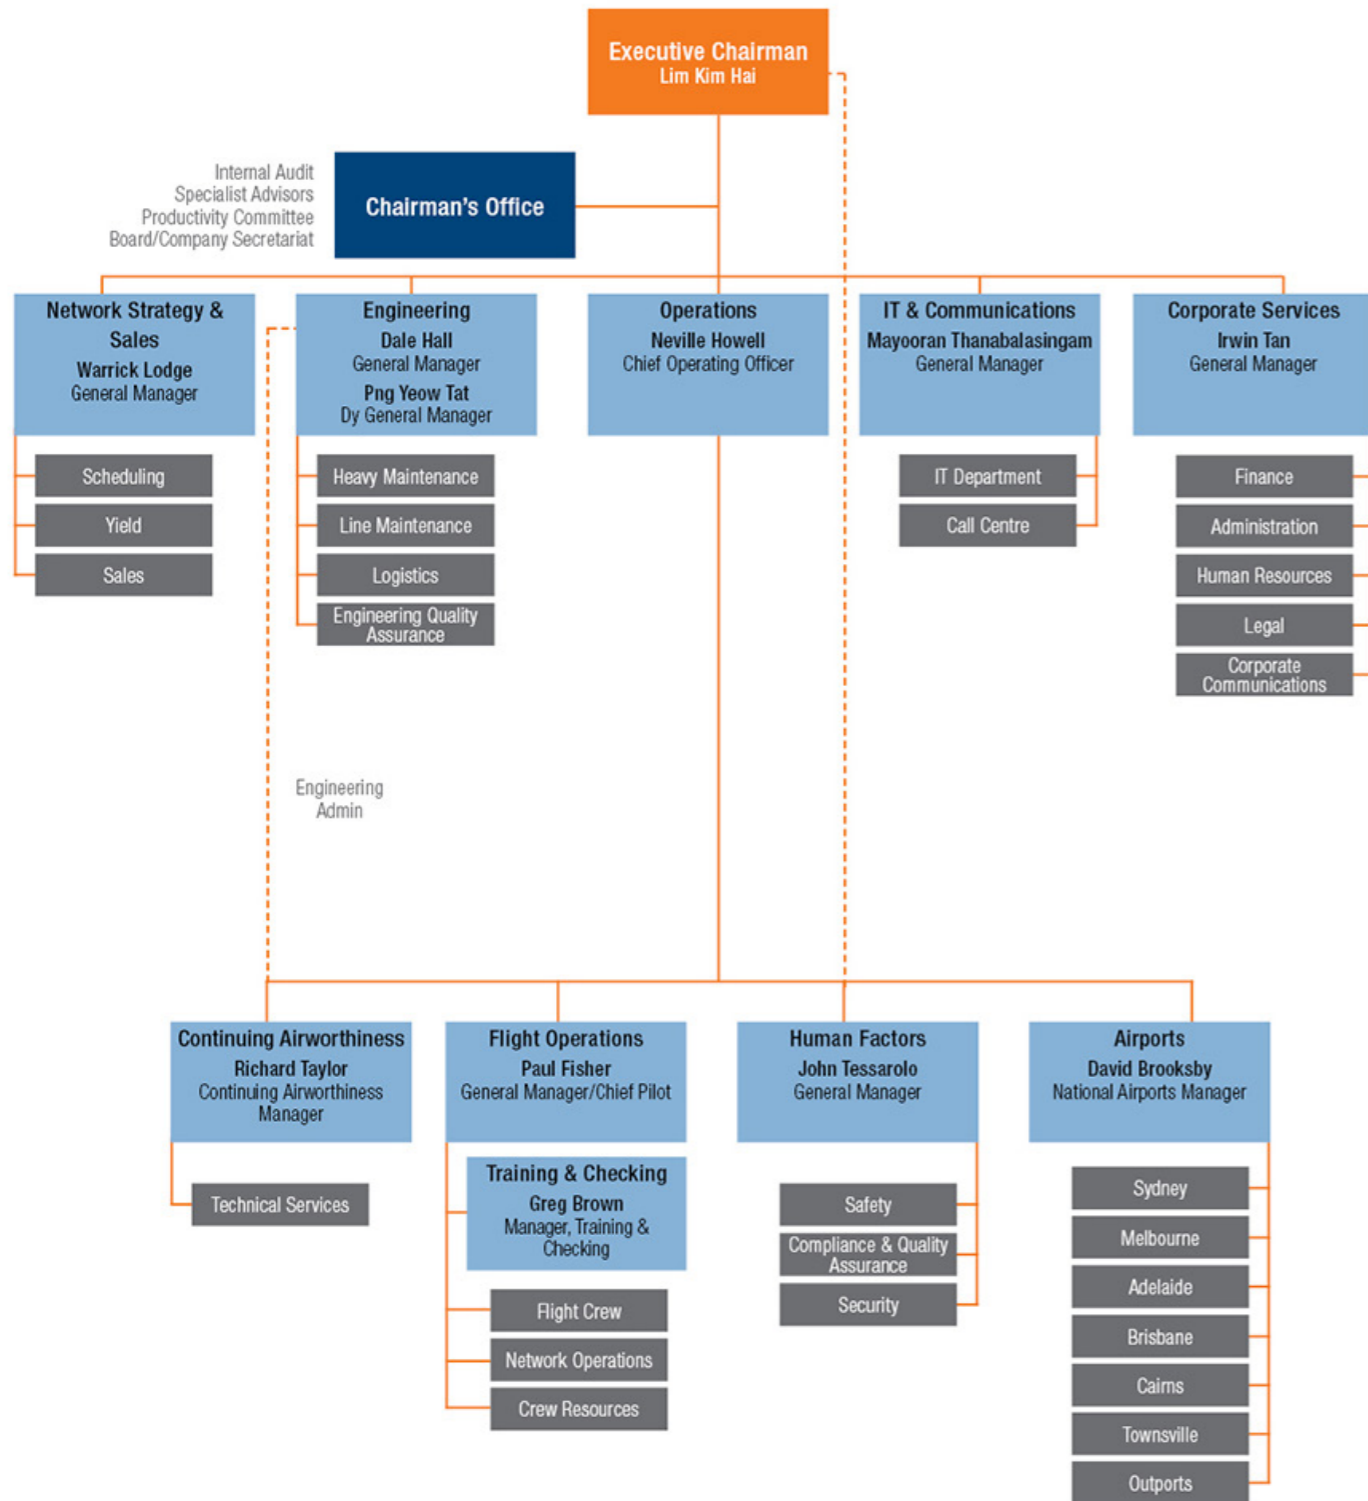 Executive Chairman
Lim Kim Hai
Internal Audit
Specialist Advisors
Productivity Committee
Board/Company Secretariat
Chairman's Office
Network Strategy &
Sales
Warrick Lodge
General Manager
Scheduling
Yield
Sales
Engineering
Dale Hall
General Manager
Png Yeow Tat
Dy General Manager
Heavy Maintenance
Line Maintenance
Logistics
Engineering Quality
Assurance
Operations
Neville Howell
Chief Operating Officer
IT & Communications
Mayooran Thanabalasingam
General Manager
IT Department
Call Centre
Corporate Services
Irwin Tan
General Manager
Finance
Administration
Human Resources
Legal
Corporate
Communications
Engineering
Admin
Continuing Airworthiness
Richard Taylor
Continuing Airworthiness
Manager
Technical Services
Flight Operations
Paul Fisher
General Manager/Chief Pilot
Training & Checking
Greg Brown
Manager, Training &
Checking
Flight Crew
Network Operations
Crew Resources
Human Factors
John Tessarolo
General Manager
Safety
Compliance & Quality
Assurance
Security
Airports
David Brooksby
National Airports Manager
Sydney
Melbourne
Adelaide
Brisbane
Cairns
Townsville
Outports